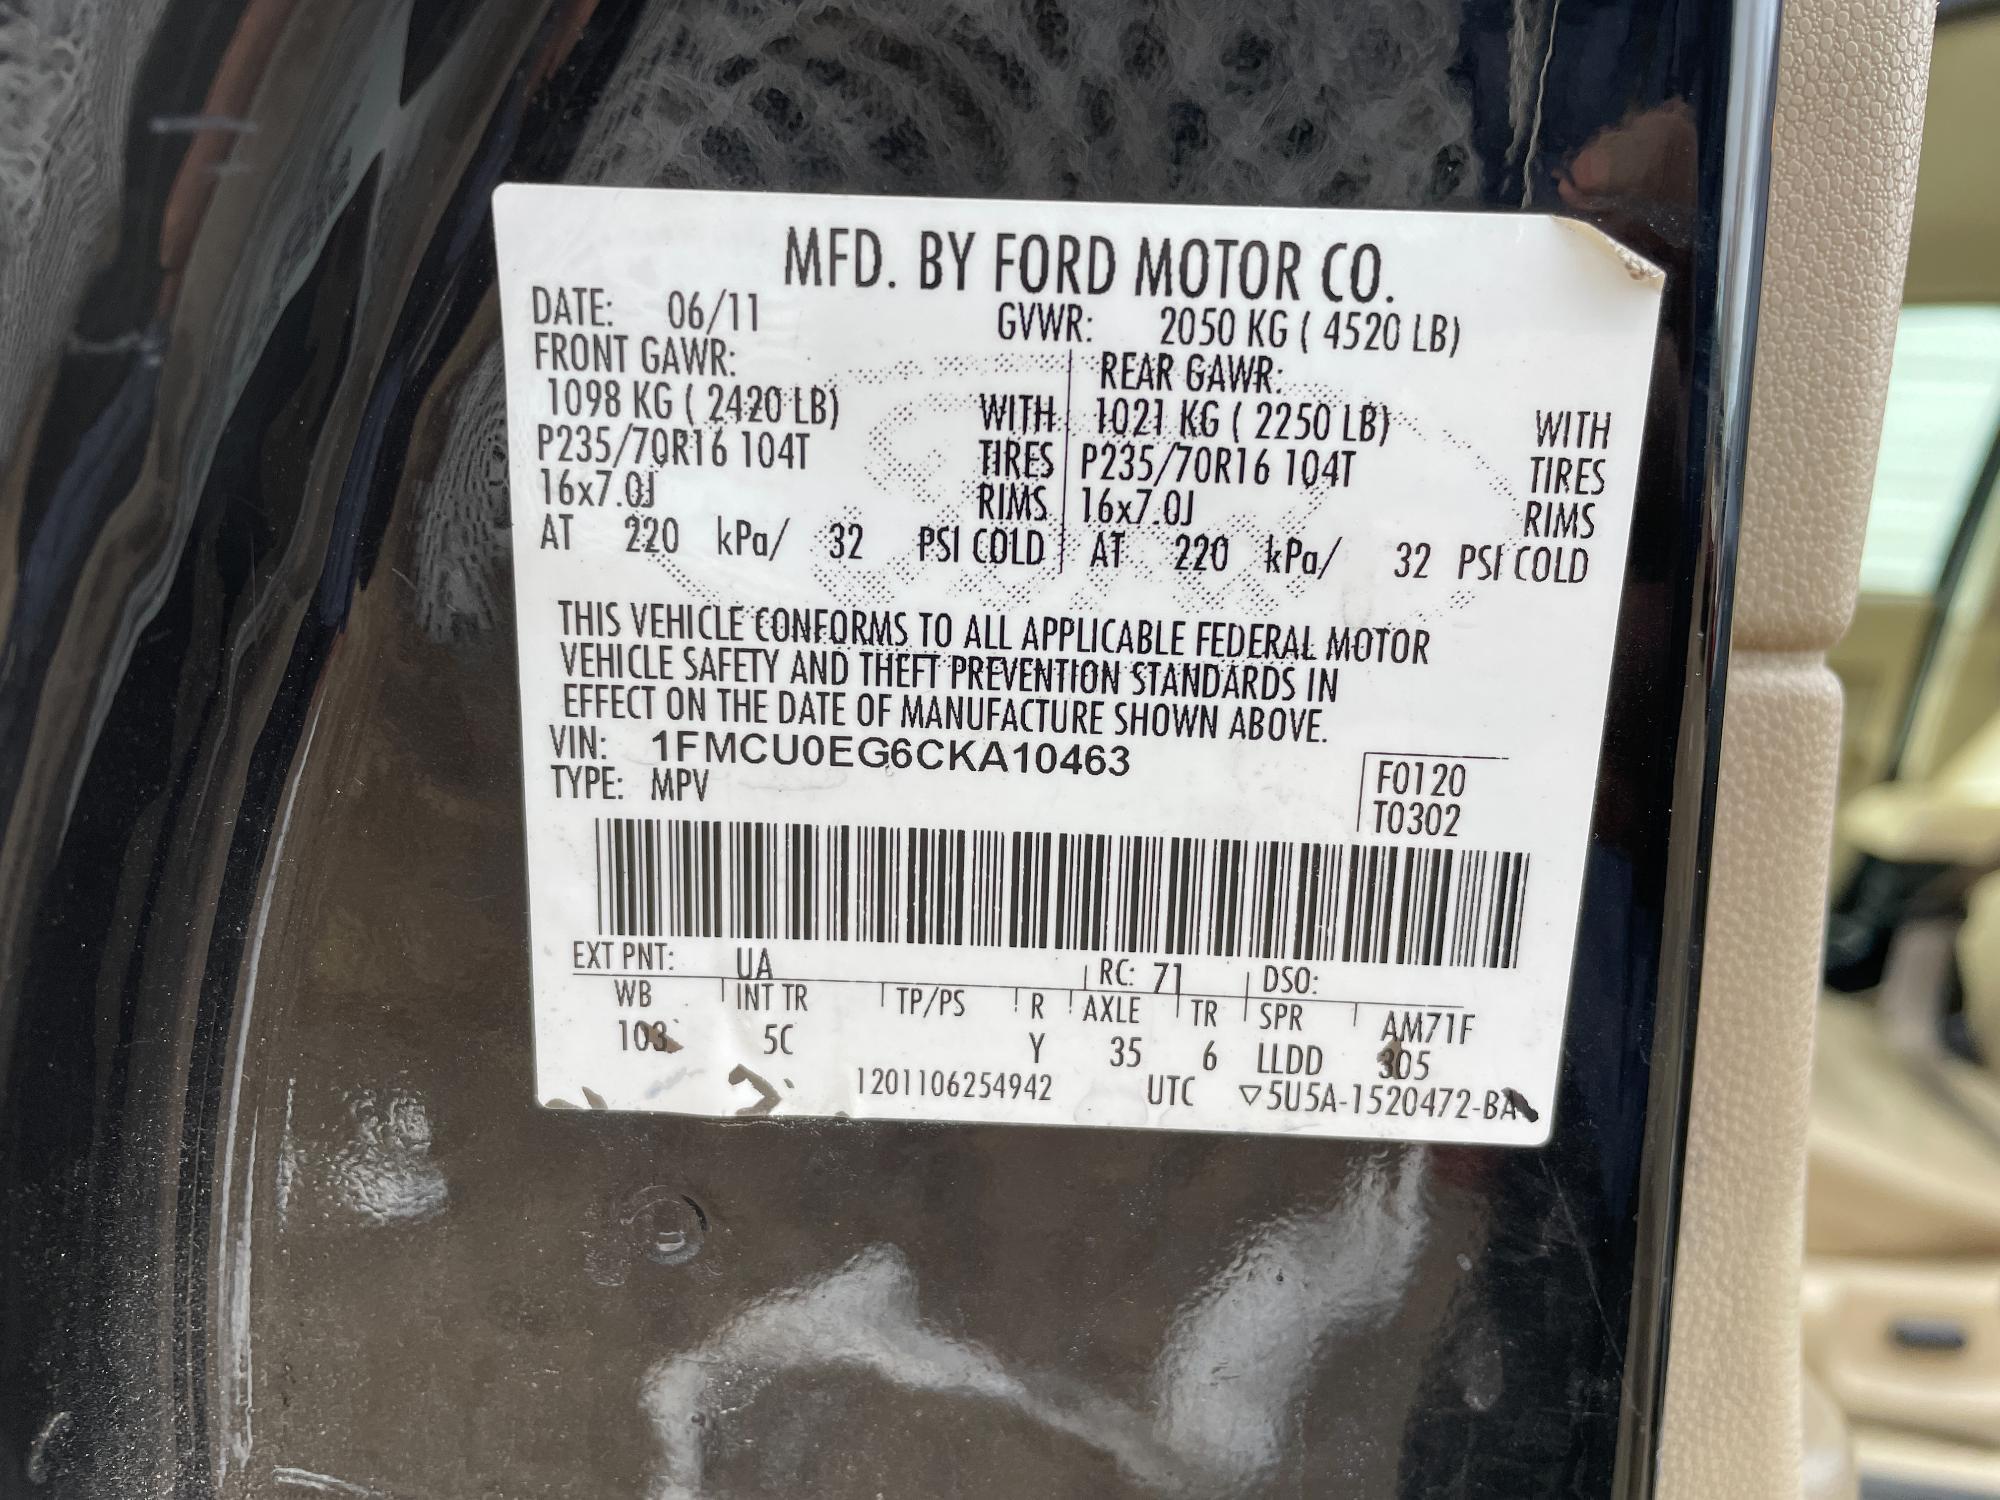 MFD. BY FORD MOTOR CO.
DATE: 06/11 GVWR: 2050 KG ( 4520 LB)
FRONT GAWR: REAR GAWR:
1098 KG ( 2420 LB) WITH 1021 KG ( 2250 LB) WITH
P235/70R16 104T TIRES P235/70R16 104T TIRES
16x7.0J RIMS 16x7.0J RIMS
AT 220 kPa/ 32 PSI COLD AT 220 kPa/ 32 PSI COLD
THIS VEHICLE CONFORMS TO ALL APPLICABLE FEDERAL MOTOR
VEHICLE SAFETY AND THEFT PREVENTION STANDARDS IN
EFFECT ON THE DATE OF MANUFACTURE SHOWN ABOVE.
VIN: 1FMCU0EG6CKA10463
TYPE: MPV
F0120
T0302
EXT PNT: UA RC: 71 DSO:
WB INT TR TP/PS R AXLE TR SPR AM71F
103 5C Y 35 6 LLDD 305
1201106254942 UTC ▽5U5A-1520472-BA